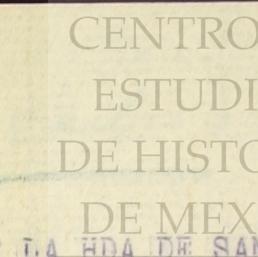 CENTRO
ESTUDI
DE HISTO
DE MEX
LA HDA DE SAN